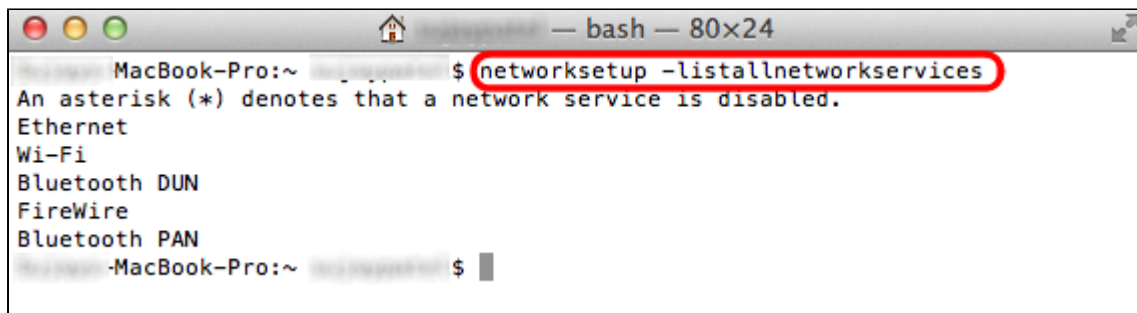 — bash — 80×24
MacBook-Pro:~ $ networksetup -listallnetworkservices
An asterisk (*) denotes that a network service is disabled.
Ethernet
Wi-Fi
Bluetooth DUN
FireWire
Bluetooth PAN
-MacBook-Pro:~ $